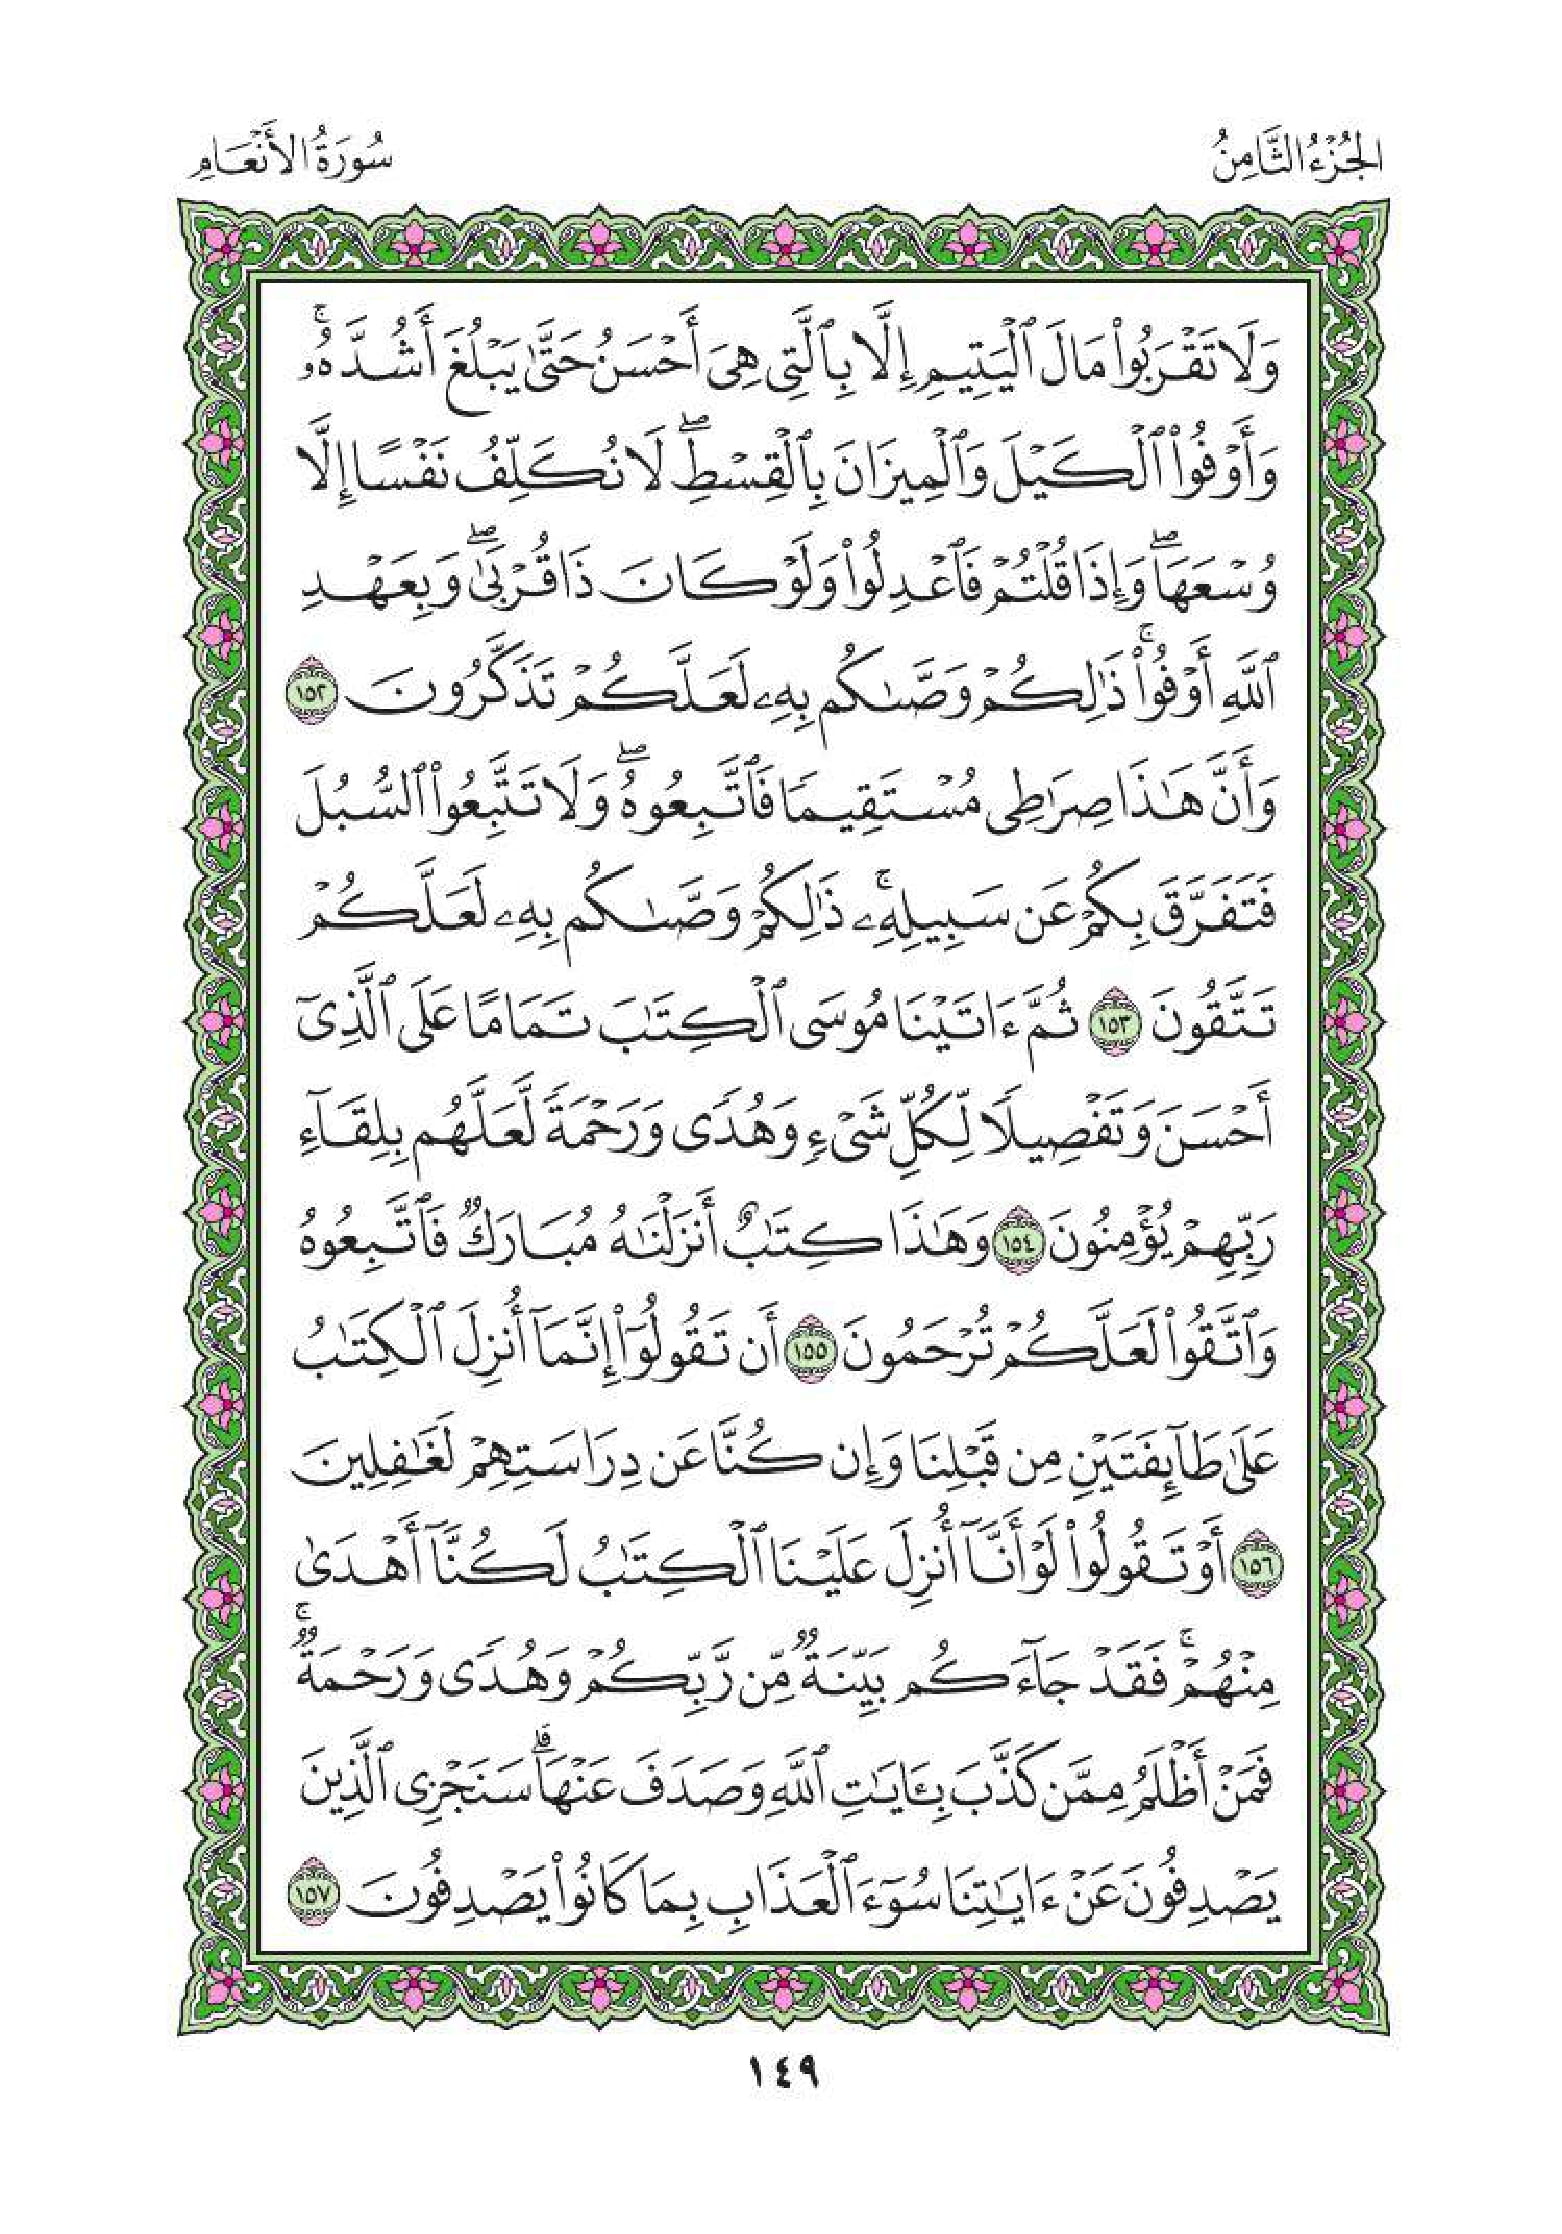 الجُزْءُ الثَّامِنُ
سُورَةُ الأَنْعَامِ
وَلَا تَقْرَبُوا۟ مَالَ ٱلْيَتِيمِ إِلَّا بِٱلَّتِى هِىَ أَحْسَنُ حَتَّىٰ يَبْلُغَ أَشُدَّهُۥۚ
وَأَوْفُوا۟ ٱلْكَيْلَ وَٱلْمِيزَانَ بِٱلْقِسْطِۖ لَا نُكَلِّفُ نَفْسًا إِلَّا
وُسْعَهَاۖ وَإِذَا قُلْتُمْ فَٱعْدِلُوا۟ وَلَوْ كَانَ ذَا قُرْبَىٰۖ وَبِعَهْدِ
ٱللَّهِ أَوْفُوا۟ۚ ذَٰلِكُمْ وَصَّىٰكُم بِهِۦ لَعَلَّكُمْ تَذَكَّرُونَ ١٥٢
وَأَنَّ هَٰذَا صِرَٰطِى مُسْتَقِيمًا فَٱتَّبِعُوهُۖ وَلَا تَتَّبِعُوا۟ ٱلسُّبُلَ
فَتَفَرَّقَ بِكُمْ عَن سَبِيلِهِۦۚ ذَٰلِكُمْ وَصَّىٰكُم بِهِۦ لَعَلَّكُمْ
تَتَّقُونَ ١٥٣ ثُمَّ ءَاتَيْنَا مُوسَى ٱلْكِتَٰبَ تَمَامًا عَلَى ٱلَّذِىٓ
أَحْسَنَ وَتَفْصِيلًا لِّكُلِّ شَىْءٍ وَهُدًى وَرَحْمَةً لَّعَلَّهُم بِلِقَآءِ
رَبِّهِمْ يُؤْمِنُونَ ١٥٤ وَهَٰذَا كِتَٰبٌ أَنزَلْنَٰهُ مُبَارَكٌ فَٱتَّبِعُوهُ
وَٱتَّقُوا۟ لَعَلَّكُمْ تُرْحَمُونَ ١٥٥ أَن تَقُولُوٓا۟ إِنَّمَآ أُنزِلَ ٱلْكِتَٰبُ
عَلَىٰ طَآئِفَتَيْنِ مِن قَبْلِنَا وَإِن كُنَّا عَن دِرَاسَتِهِمْ لَغَٰفِلِينَ
١٥٦ أَوْ تَقُولُوا۟ لَوْ أَنَّآ أُنزِلَ عَلَيْنَا ٱلْكِتَٰبُ لَكُنَّآ أَهْدَىٰ
مِنْهُمْۚ فَقَدْ جَآءَكُم بَيِّنَةٌ مِّن رَّبِّكُمْ وَهُدًى وَرَحْمَةٌۚ
فَمَنْ أَظْلَمُ مِمَّن كَذَّبَ بِـَٔايَٰتِ ٱللَّهِ وَصَدَفَ عَنْهَاۗ سَنَجْزِى ٱلَّذِينَ
يَصْدِفُونَ عَنْ ءَايَٰتِنَا سُوٓءَ ٱلْعَذَابِ بِمَا كَانُوا۟ يَصْدِفُونَ ١٥٧
١٤٩